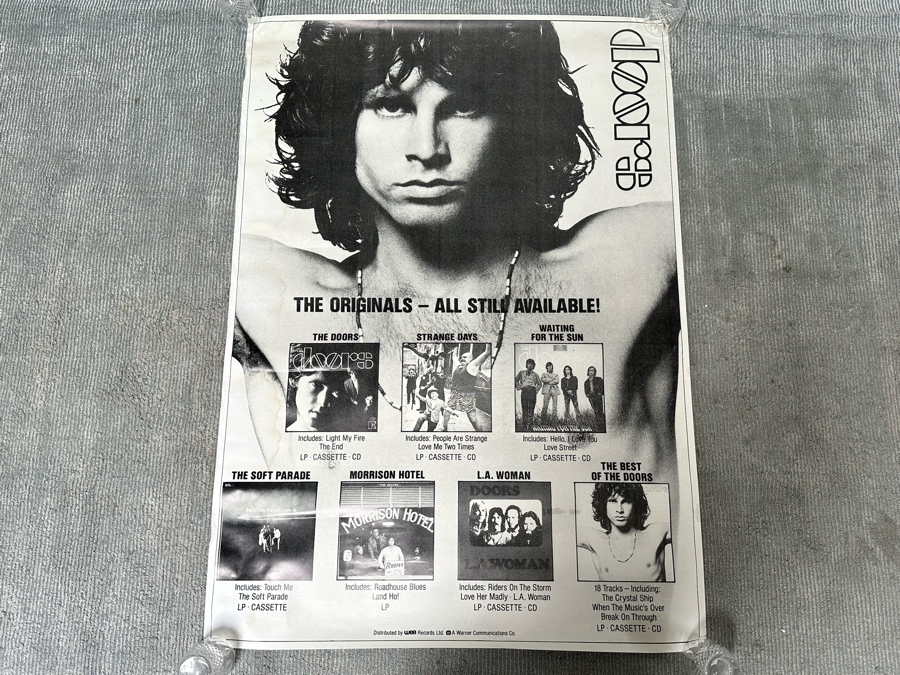 doors
THE ORIGINALS – ALL STILL AVAILABLE!
THE DOORS
doors
Includes: Light My Fire
The End
LP · CASSETTE · CD
STRANGE DAYS
Includes: People Are Strange
Love Me Two Times
LP · CASSETTE · CD
WAITING
FOR THE SUN
WAITING FOR THE SUN
Includes: Hello, I Love You
Love Street
LP · CASSETTE · CD
THE SOFT PARADE
Includes: Touch Me
The Soft Parade
LP · CASSETTE
MORRISON HOTEL
MORRISON HOTEL
Includes: Roadhouse Blues
Land Ho!
LP
L.A. WOMAN
DOORS
L.A. WOMAN
Includes: Riders On The Storm
Love Her Madly · L.A. Woman
LP · CASSETTE · CD
THE BEST
OF THE DOORS
18 Tracks – Including:
The Crystal Ship
When The Music's Over
Break On Through
LP · CASSETTE · CD
Distributed by wea Records Ltd. A Warner Communications Co.